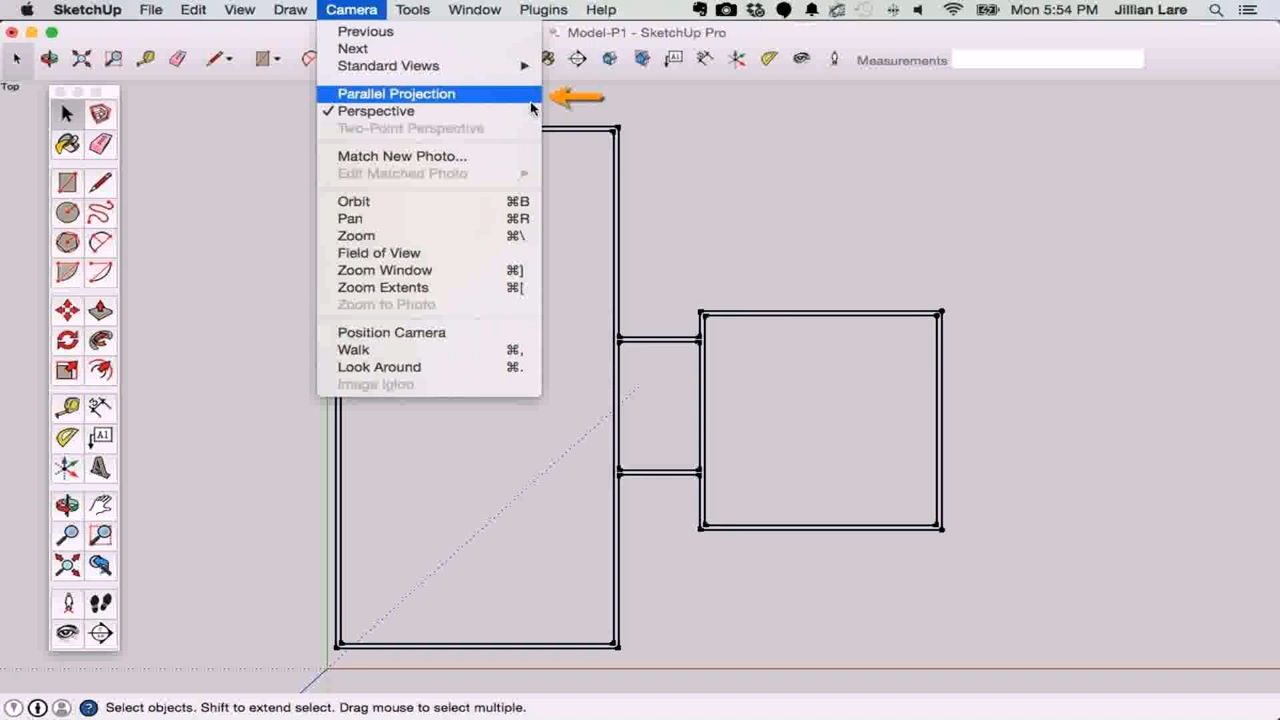 SketchUp File Edit View Draw Camera Tools Window Plugins Help Mon 5:54 PM Jillian Lare
Model-P1 - SketchUp Pro
Measurements
Top
Previous
Next
Standard Views
Parallel Projection
Perspective
Two-Point Perspective
Match New Photo...
Edit Matched Photo
Orbit ⌘B
Pan ⌘R
Zoom ⌘\
Field of View
Zoom Window ⌘]
Zoom Extents ⌘[
Zoom to Photo
Position Camera
Walk ⌘,
Look Around ⌘.
Image Igloo
A1
A1
Select objects. Shift to extend select. Drag mouse to select multiple.